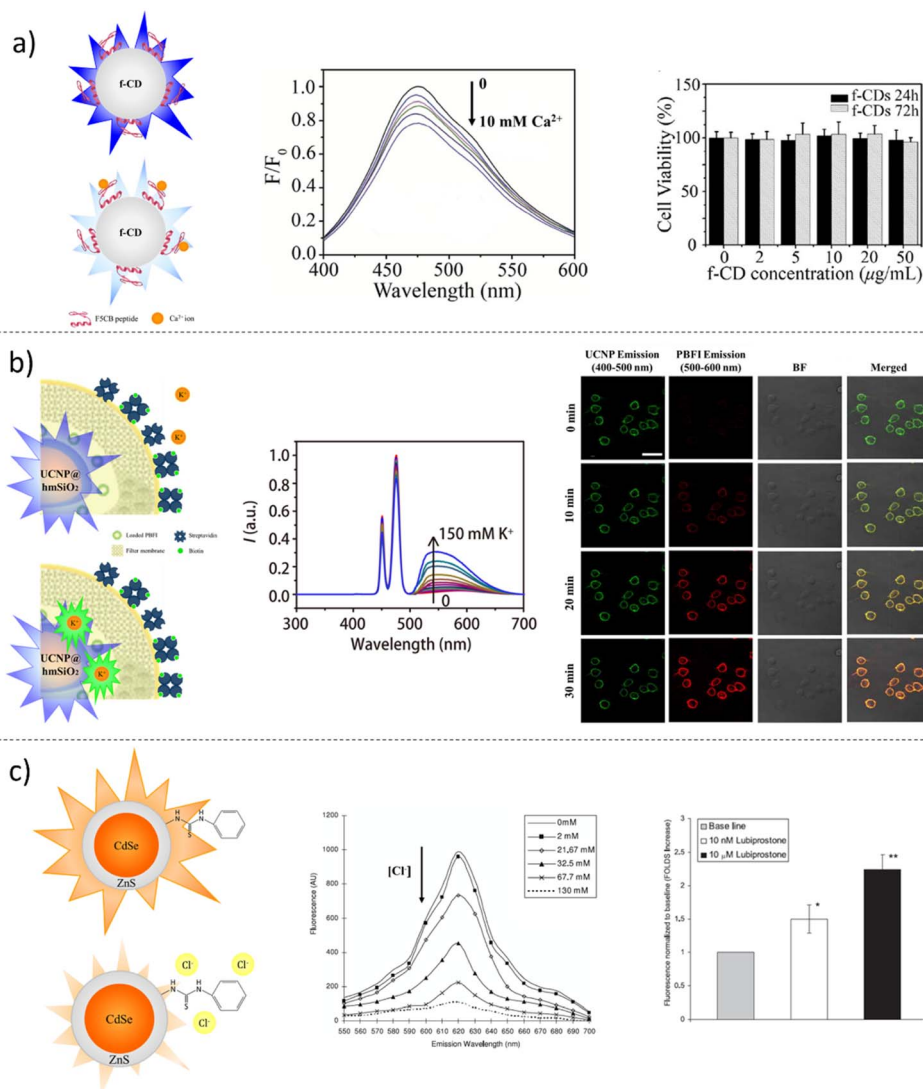 a)
f-CD
f-CD
F5CB peptide
Ca²⁺ ion
F/F₀
1.0
0.8
0.6
0.4
0.2
0.0
0
10 mM Ca²⁺
400
450
500
550
600
Wavelength (nm)
Cell Viability (%)
150
100
50
0
f-CDs 24h
f-CDs 72h
0
2
5
10
20
50
f-CD concentration (µg/mL)
b)
K⁺
K⁺
UCNP@
hmSiO₂
Loaded PBFI
Streptavidin
Filter membrane
Biotin
K⁺
K⁺
UCNP@
hmSiO₂
I (a.u.)
1.0
0.8
0.6
0.4
0.2
0.0
150 mM K⁺
0
300
400
500
600
700
Wavelength (nm)
UCNP Emission
(400-500 nm)
PBFI Emission
(500-600 nm)
BF
Merged
0 min
10 min
20 min
30 min
c)
CdSe
ZnS
H
N
H
N
S
CdSe
ZnS
Cl⁻
Cl⁻
Cl⁻
H
N
H
N
S
Fluorescence (AU)
1200
1000
800
600
400
200
0
[Cl⁻]
0mM
2 mM
21,67 mM
32.5 mM
67.7 mM
130 mM
550 560 570 580 590 600 610 620 630 640 650 660 670 680 690 700
Emission Wavelength (nm)
Fluorescence normalized to baseline (FOLDS Increase)
3
2,5
2
1,5
1
0,5
0
Base line
10 nM Lubiprostone
10 µM Lubiprostone
*
**